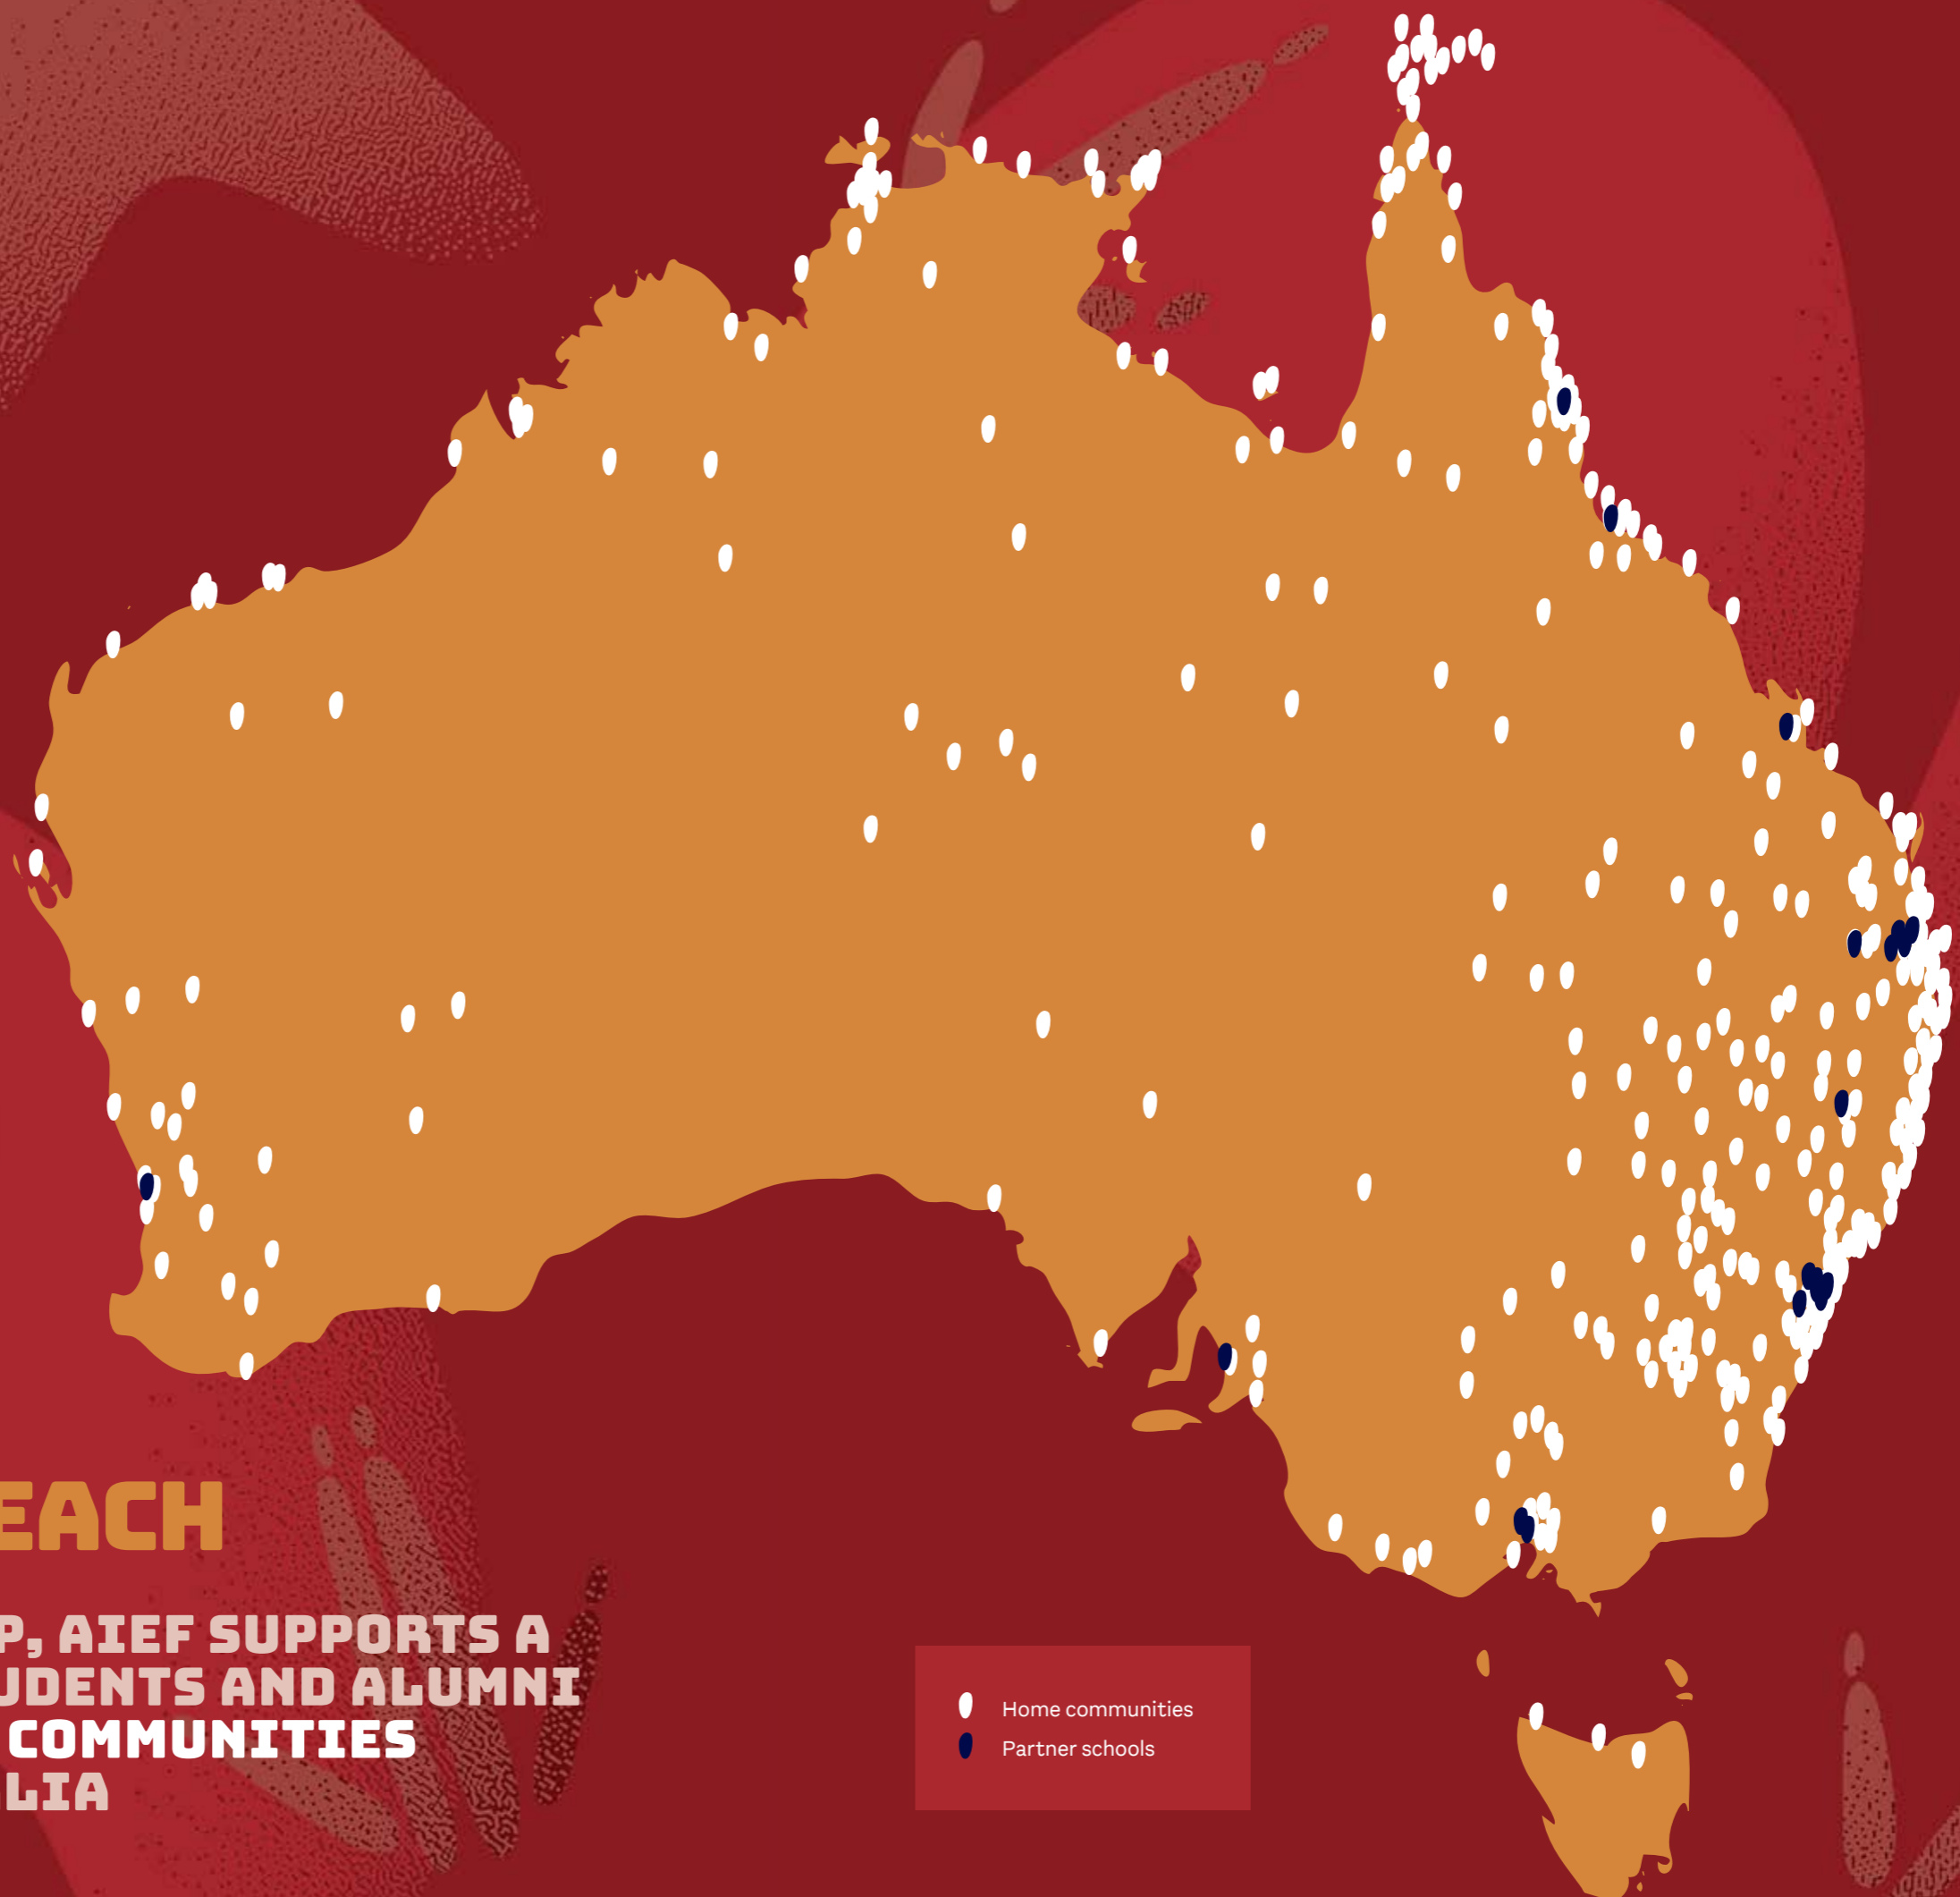 EACH
P, AIEF SUPPORTS A
UDENTS AND ALUMNI
COMMUNITIES
LIA
Home communities
Partner schools